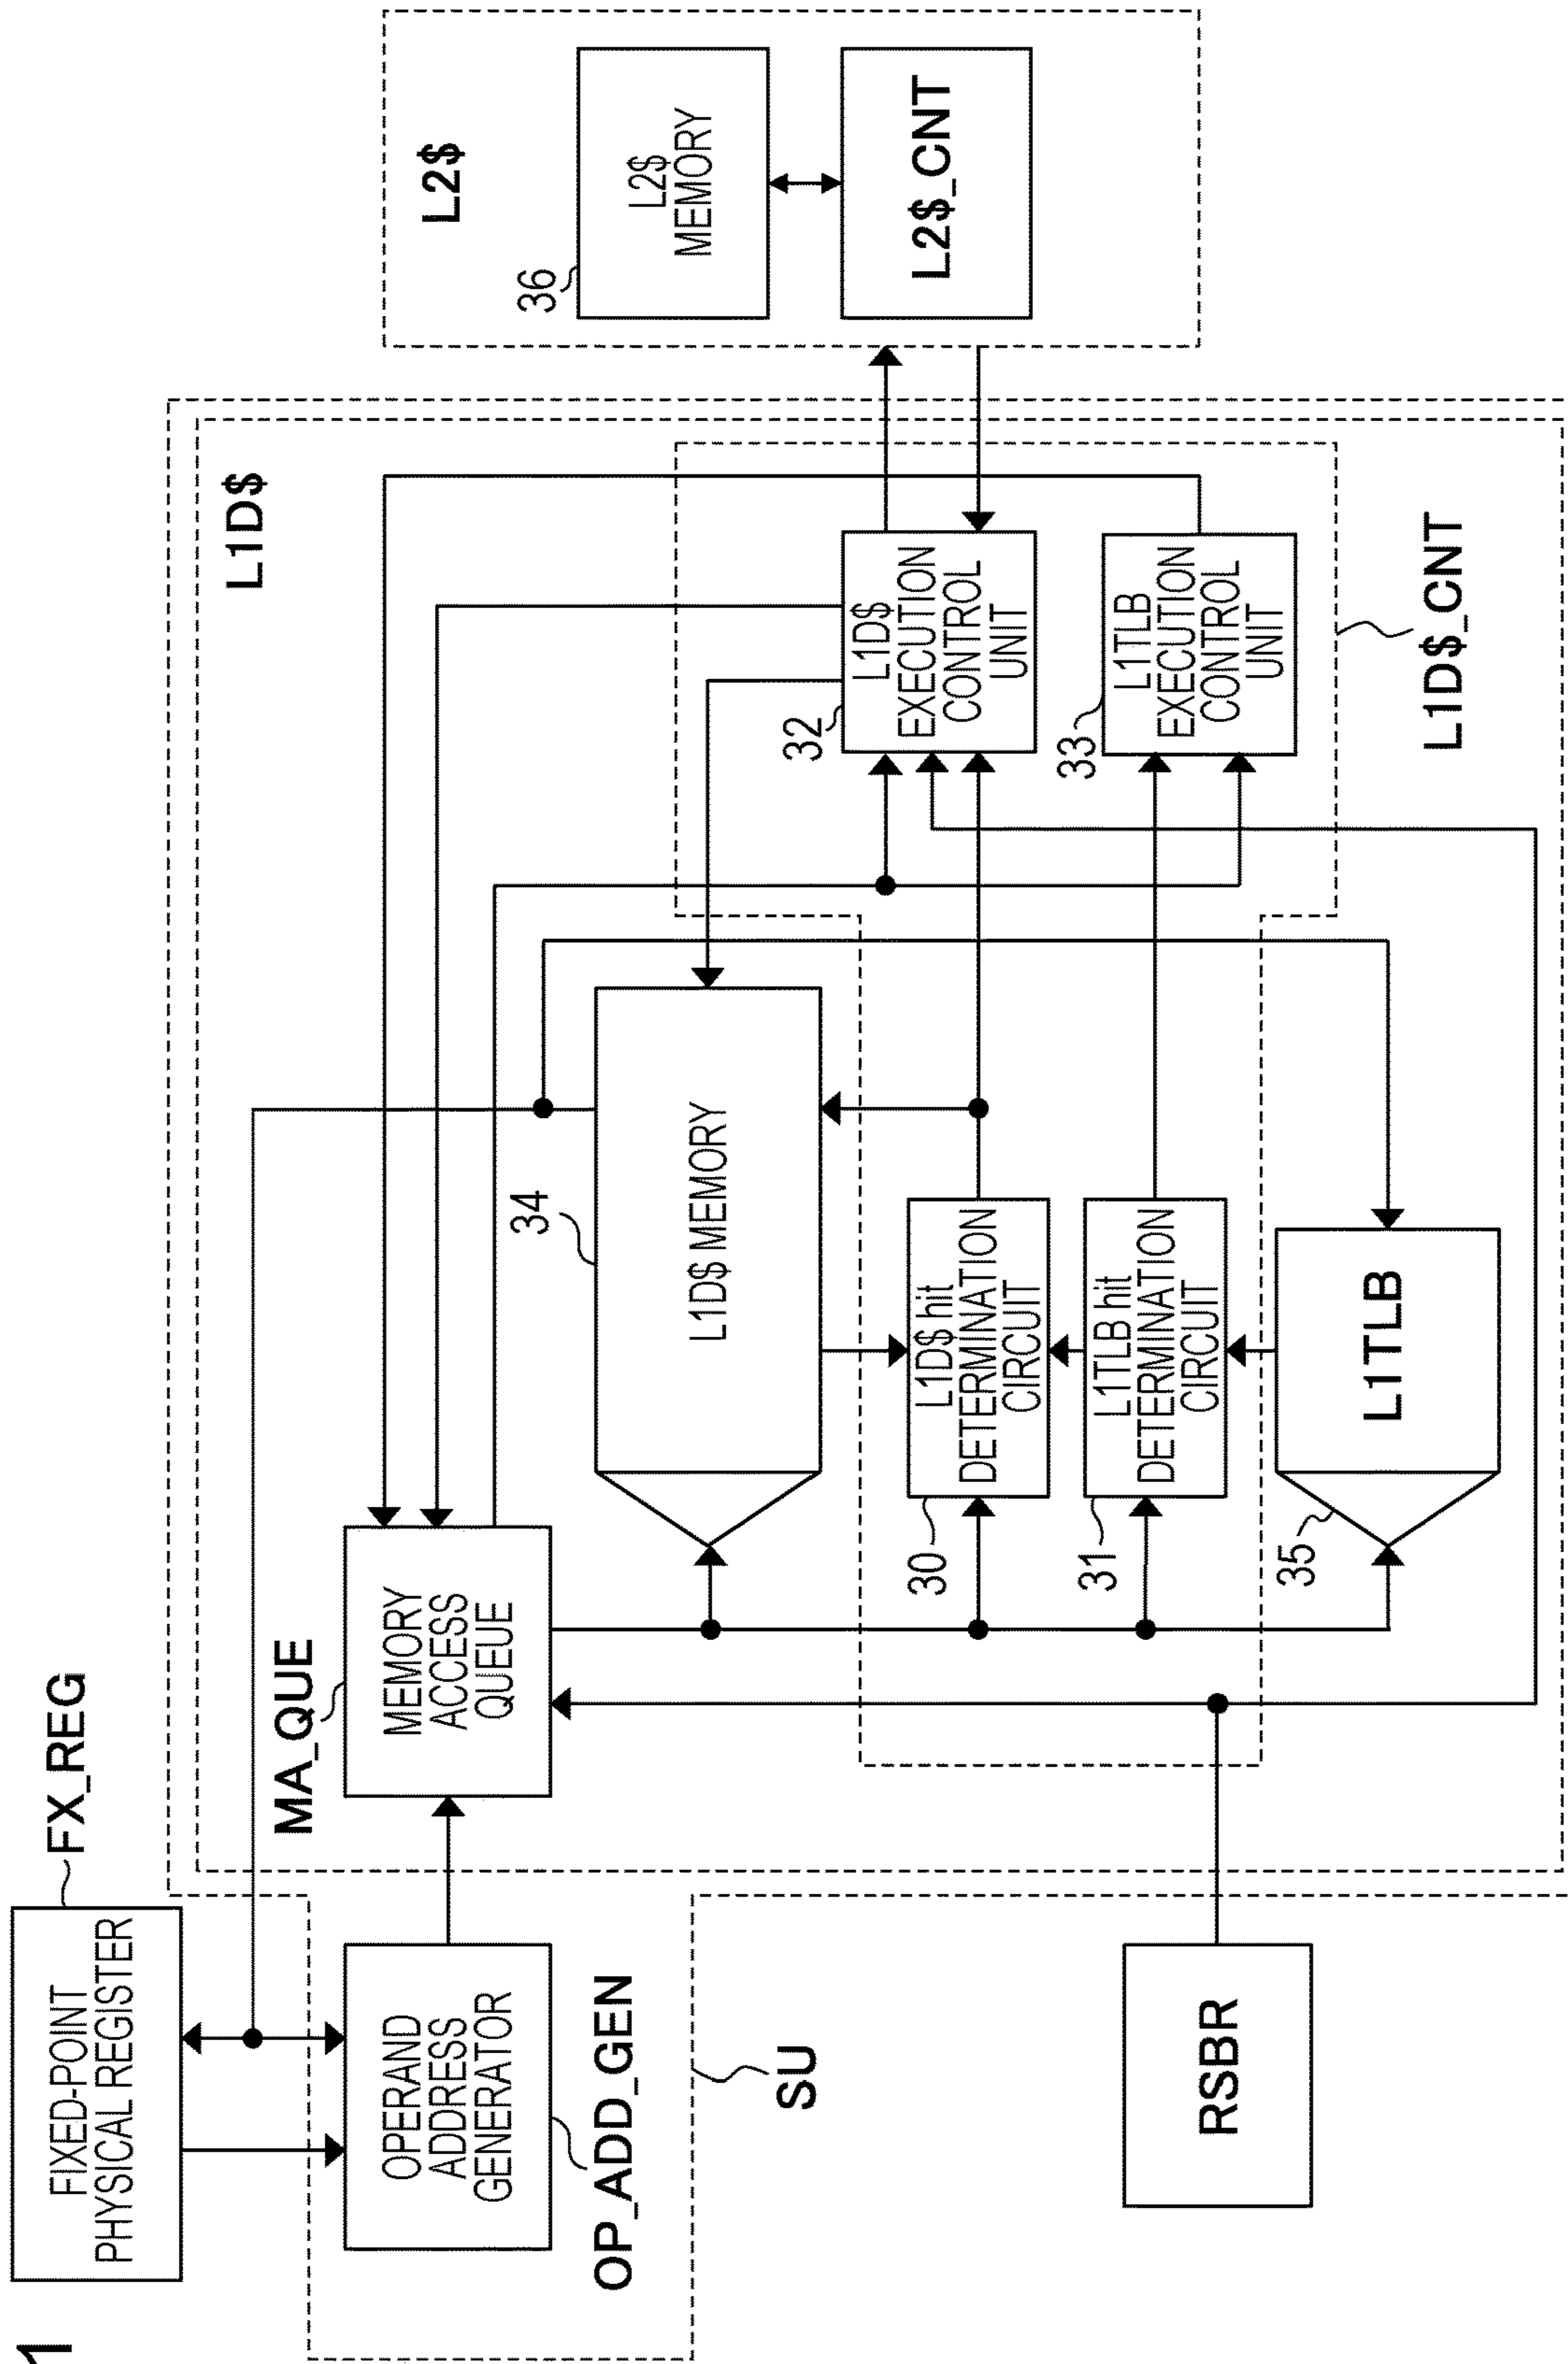 FIXED-POINT
PHYSICAL REGISTER
FX_REG
OPERAND
ADDRESS
GENERATOR
OP_ADD_GEN
SU
RSBR
MA_QUE
MEMORY
ACCESS
QUEUE
L1D$
34
L1D$ MEMORY
30
L1D$ hit
DETERMINATION
CIRCUIT
31
L1TLB hit
DETERMINATION
CIRCUIT
35
L1TLB
32
L1D$
EXECUTION
CONTROL
UNIT
33
L1TLB
EXECUTION
CONTROL
UNIT
L1D$_CNT
L2$
36
L2$
MEMORY
L2$_CNT